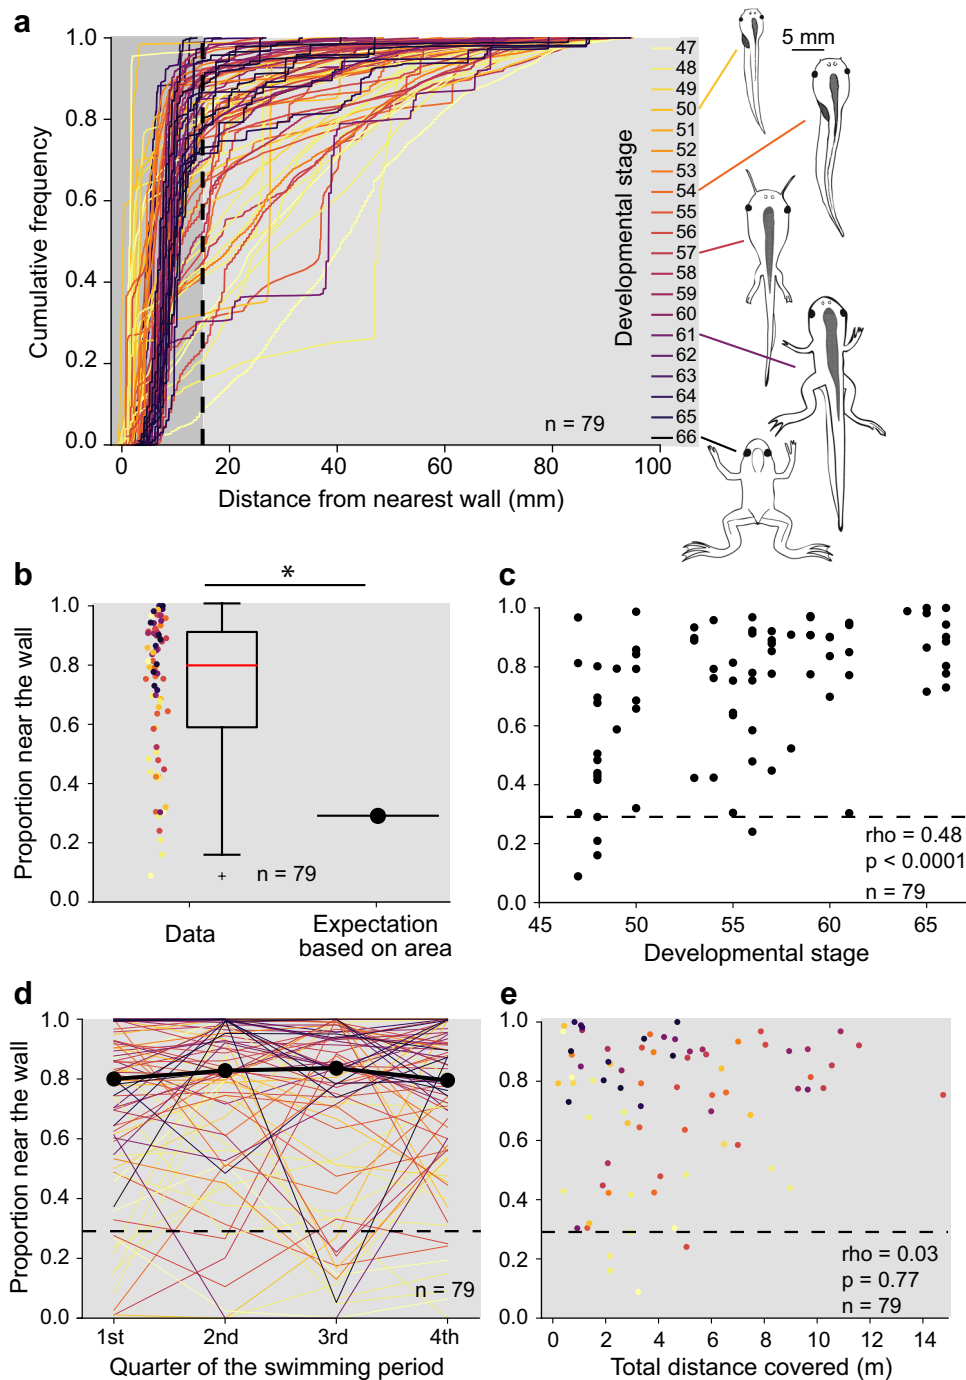 a
1.0
0.8
0.6
0.4
0.2
0.0
Cumulative frequency
0
20
40
60
80
100
Distance from nearest wall (mm)
n = 79
Developmental stage
47
48
49
50
51
52
53
54
55
56
57
58
59
60
61
62
63
64
65
66
5 mm
b
1.0
0.8
0.6
0.4
0.2
0.0
Proportion near the wall
*
n = 79
Data
Expectation
based on area
c
1.0
0.8
0.6
0.4
0.2
0.0
45
50
55
60
65
Developmental stage
rho = 0.48
p < 0.0001
n = 79
d
1.0
0.8
0.6
0.4
0.2
0.0
Proportion near the wall
n = 79
1st
2nd
3rd
4th
Quarter of the swimming period
e
1.0
0.8
0.6
0.4
0.2
0.0
rho = 0.03
p = 0.77
n = 79
0
2
4
6
8
10
12
14
Total distance covered (m)